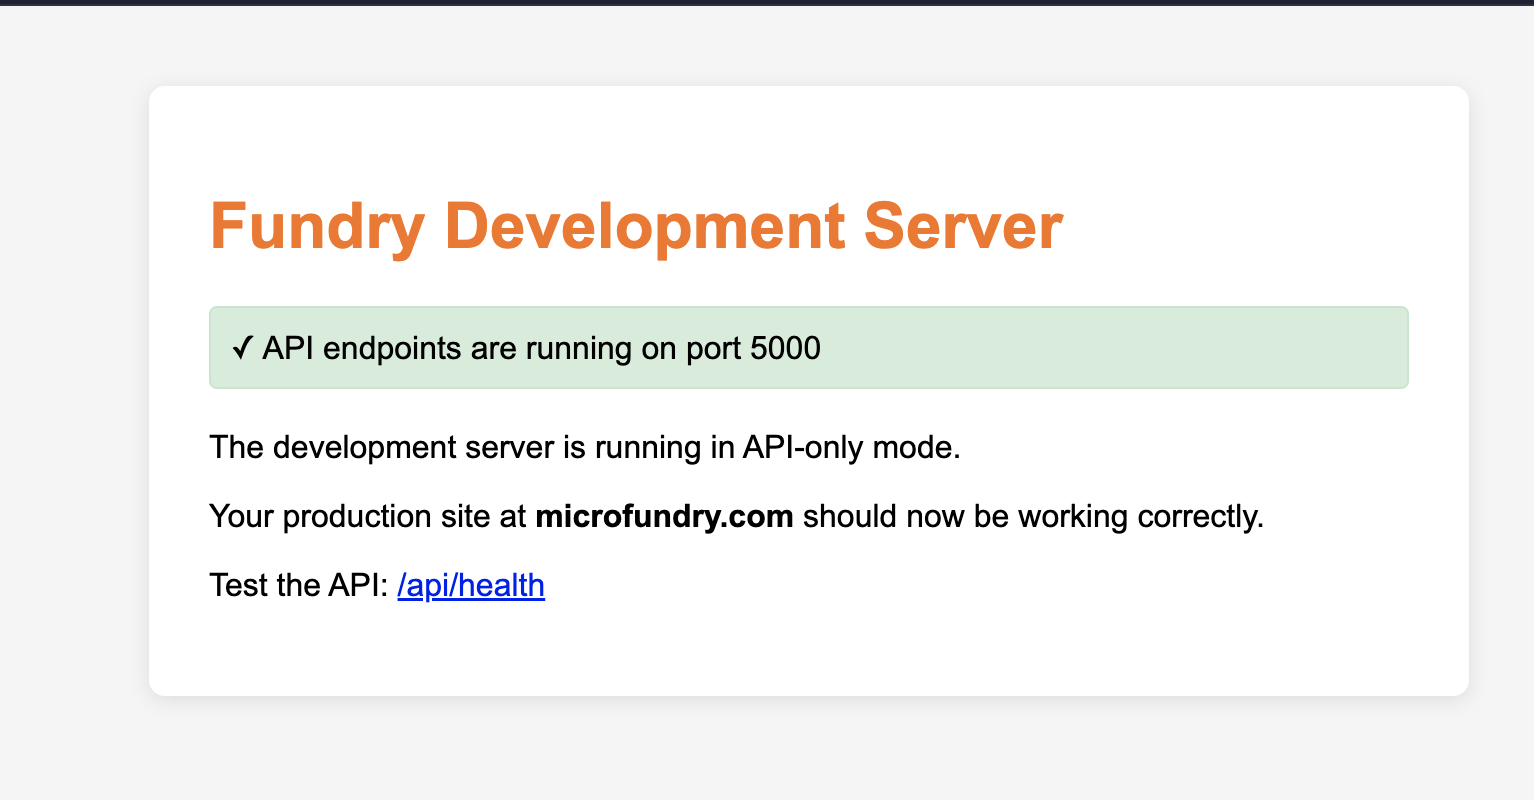 Fundry Development Server
✓ API endpoints are running on port 5000
The development server is running in API-only mode.
Your production site at microfundry.com should now be working correctly.
Test the API: /api/health